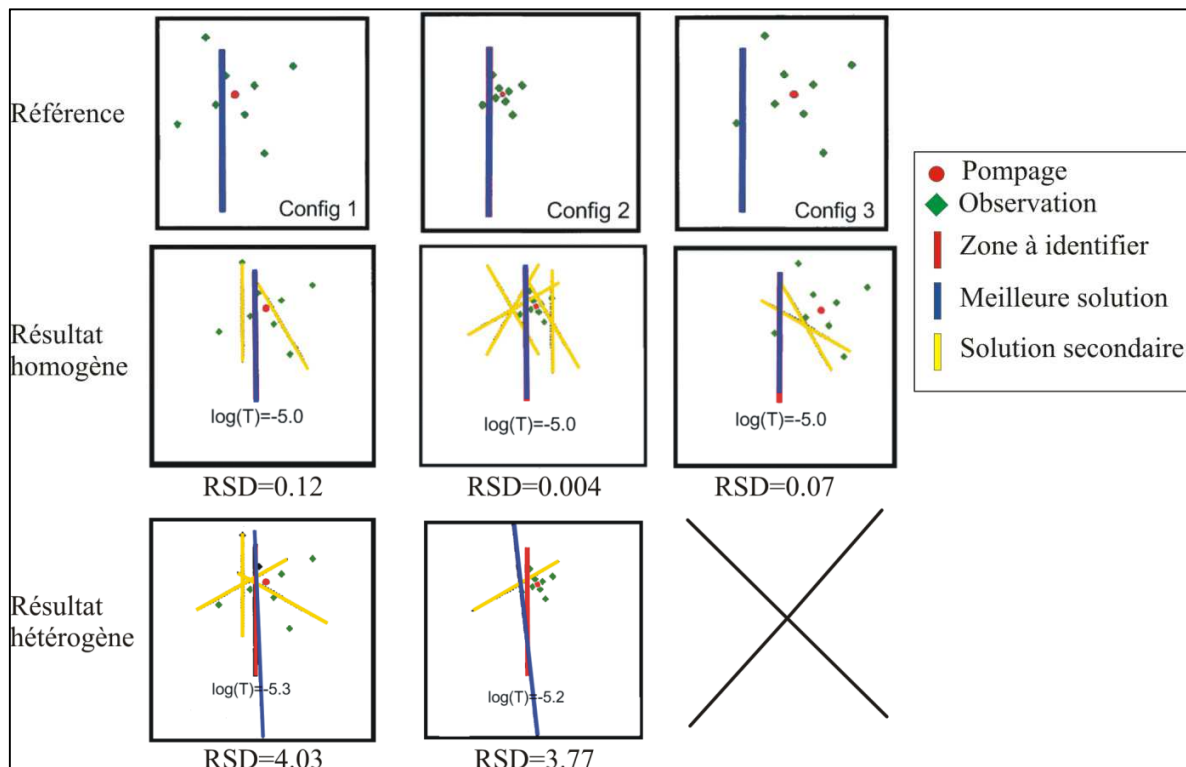 Référence
Config 1
Config 2
Config 3
Pompage
Observation
Zone à identifier
Meilleure solution
Solution secondaire
Résultat
homogène
log(T)=-5.0
log(T)=-5.0
log(T)=-5.0
RSD=0.12
RSD=0.004
RSD=0.07
Résultat
hétérogène
log(T)=-5.3
log(T)=-5.2
RSD=4.03
RSD=3.77